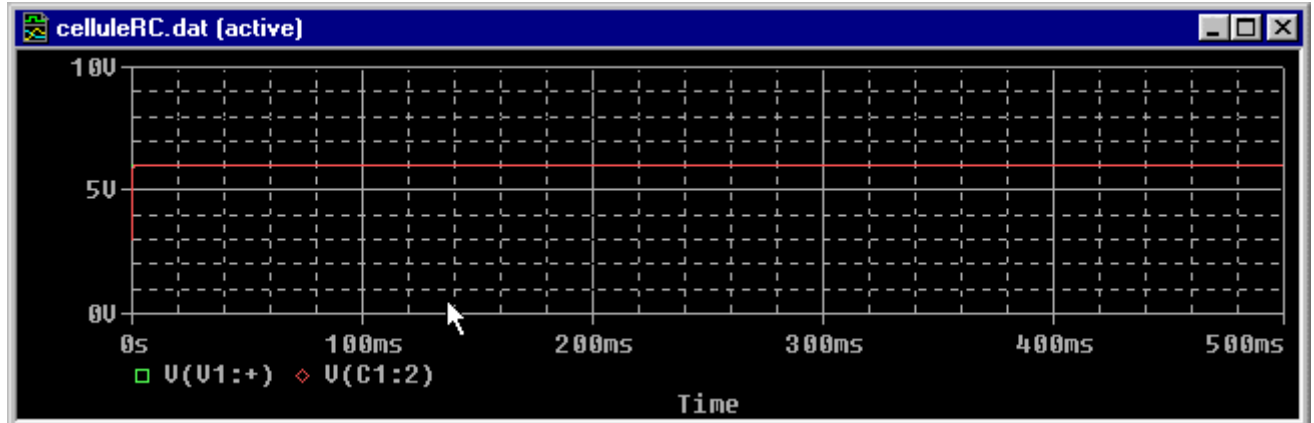 celluleRC.dat (active)
10V
5V
0V
0s 100ms 200ms 300ms 400ms 500ms
V(V1:+) V(C1:2)
Time